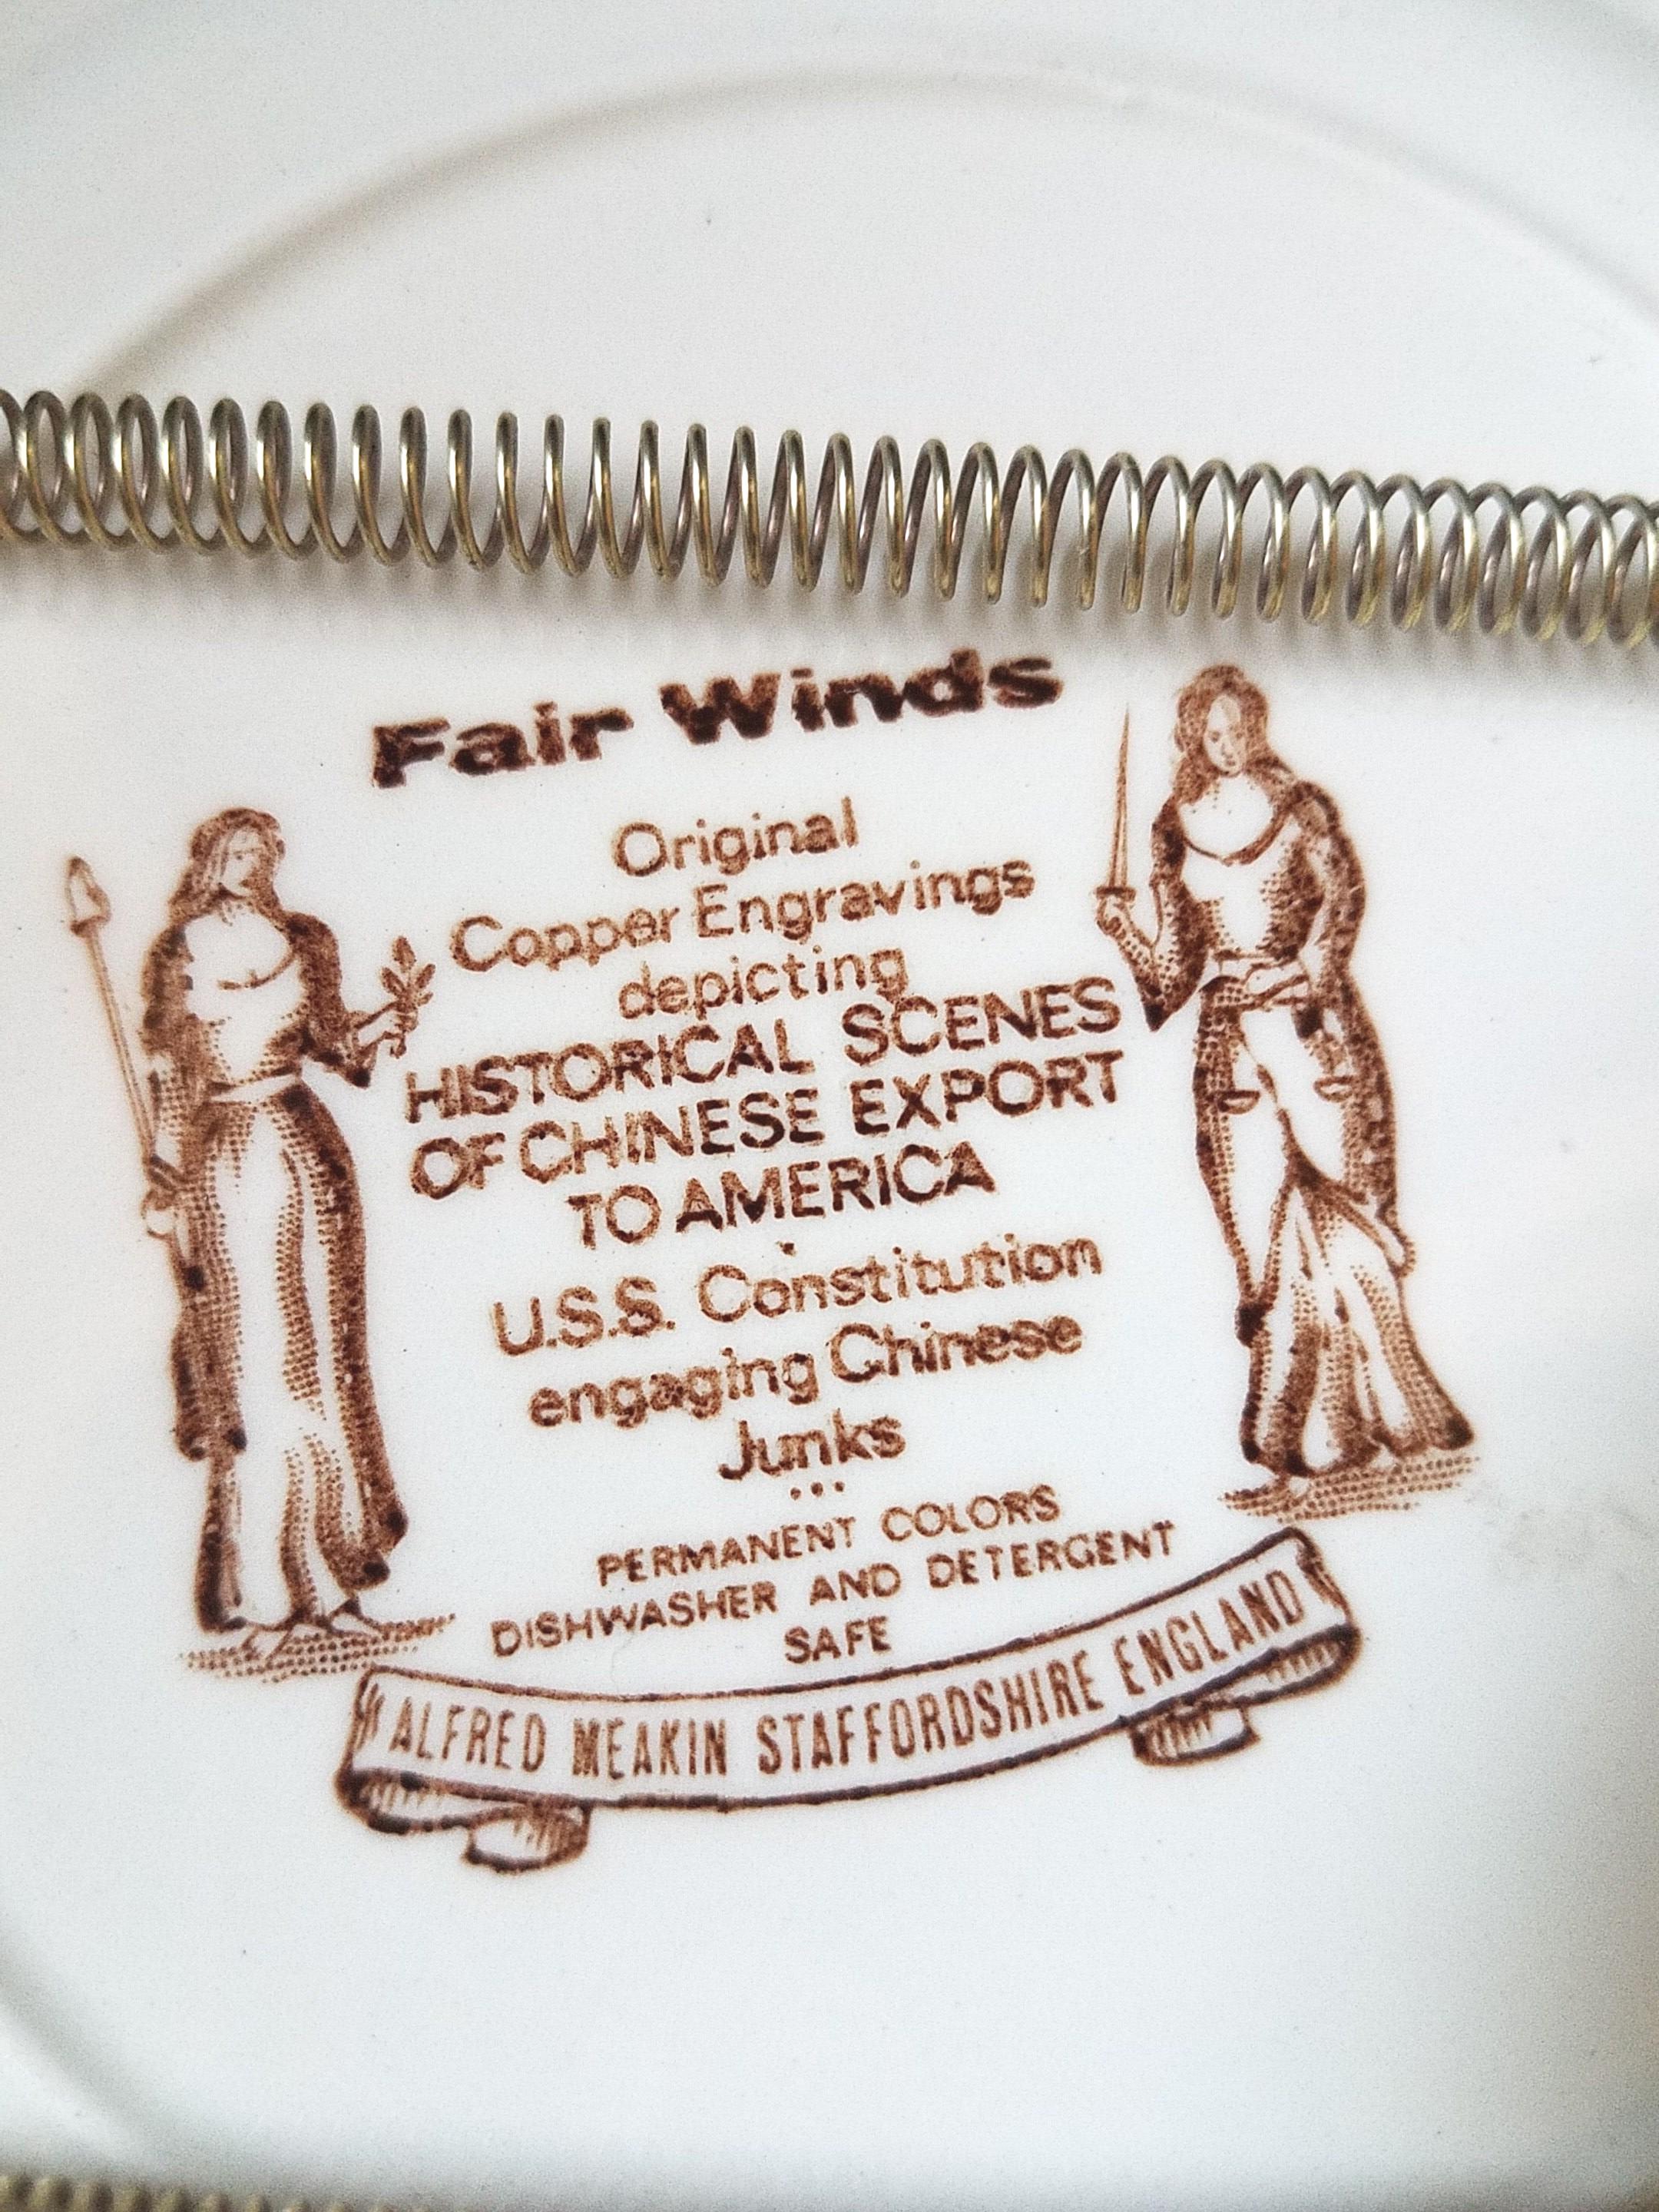 Fair Winds
Original
Copper Engravings
depicting
HISTORICAL SCENES
OF CHINESE EXPORT
TO AMERICA
U.S.S. Constitution
engaging Chinese
Junks
...
PERMANENT COLORS
DISHWASHER AND DETERGENT
SAFE
ALFRED MEAKIN STAFFORDSHIRE ENGLAND